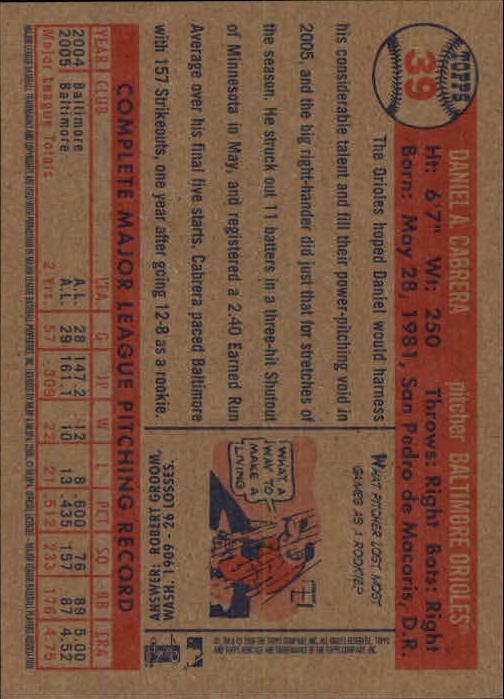 TOPPS
39
DANIEL A. CABRERA pitcher BALTIMORE ORIOLES®
Ht: 6'7" Wt: 250 Throws: Right Bats: Right
Born: May 28, 1981, San Pedro de Macoris, D.R.
The Orioles hoped Daniel would harness
his considerable talent and fill their power-pitching void in
2005, and the big right-hander did just that for stretches of
the season. He struck out 11 batters in a three-hit Shutout
of Minnesota in May, and registered a 2.40 Earned Run
Average over his final five starts. Cabrera paced Baltimore
with 157 Strikeouts, one year after going 12-8 as a rookie.
WHAT PITCHER LOST MOST
GAMES AS A ROOKIE?
WHAT A
WAY TO
MAKE A
LIVING
ANSWER: ROBERT GROOM,
WASH. 1969 - 26 LOSSES.
COMPLETE MAJOR LEAGUE PITCHING RECORD
YEAR CLUB LEA G IP W L PCT SO BB ERA
2004 Baltimore A.L. 28 147.2 12 8 .600 76 89 5.00
2005 Baltimore A.L. 29 161.1 10 13 .435 157 87 4.52
Major League Totals 2 Yrs. 57 309 22 21 .512 233 176 4.75